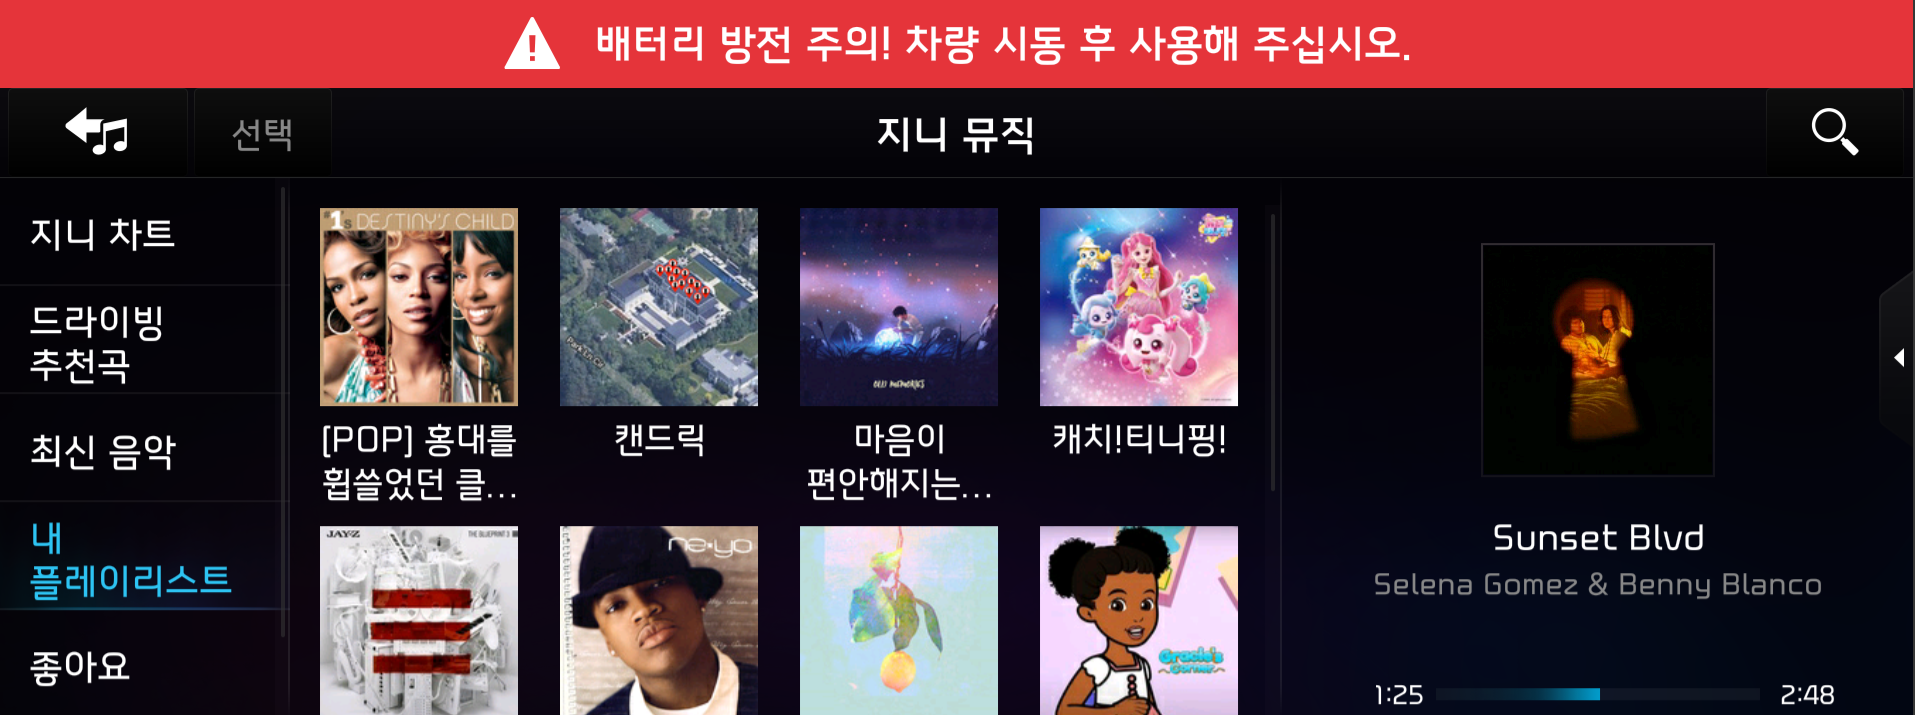 배터리 방전 주의! 차량 시동 후 사용해 주십시오.
선택
지니 뮤직
지니 차트
드라이빙
추천곡
최신 음악
내
플레이리스트
좋아요
#1s DESTINY'S CHILD
Park Ln Cir
[POP] 홍대를
휩쓸었던 클...
캔드릭
마음이
편안해지는...
캐치!티니핑!
JAY-Z THE BLUEPRINT 3
ne•yo
Gracie's
Corner
Sunset Blvd
Selena Gomez & Benny Blanco
1:25
2:48